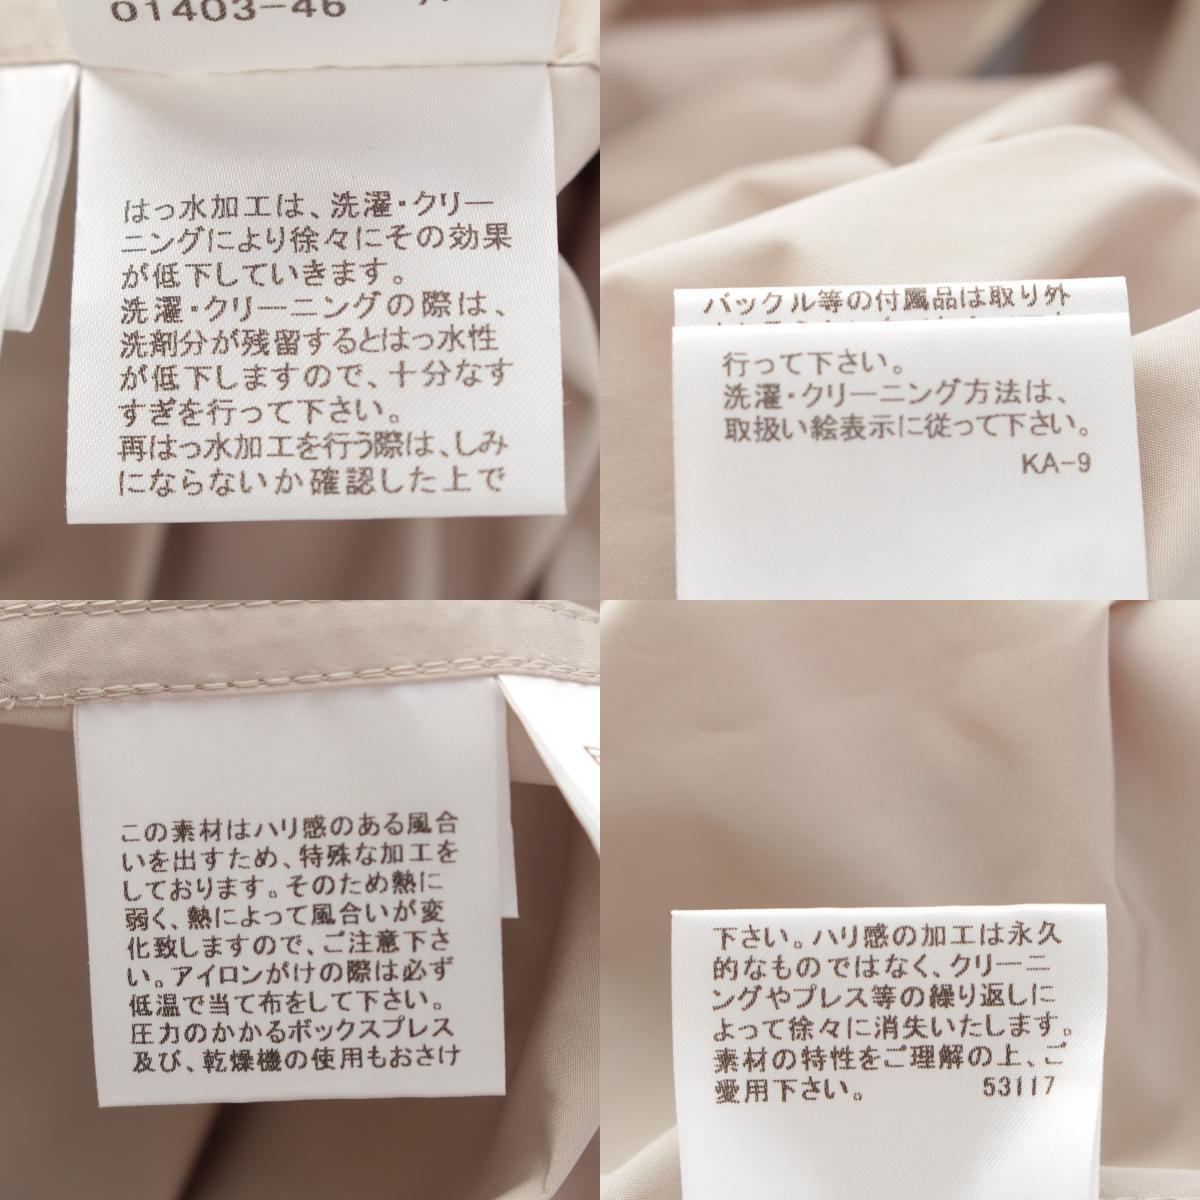 01403-46
はっ水加工は、洗濯・クリー
ニングにより徐々にその効果
が低下していきます。
洗濯・クリーニングの際は、
洗剤分が残留するとはっ水性
が低下しますので、十分なす
すぎを行って下さい。
再はっ水加工を行う際は、しみ
にならないか確認した上で
バックル等の付属品は取り外
行って下さい。
洗濯・クリーニング方法は、
取扱い絵表示に従って下さい。
KA-9
この素材はハリ感のある風合
いを出すため、特殊な加工を
しております。そのため熱に
弱く、熱によって風合いが変
化致しますので、ご注意下さ
い。アイロンがけの際は必ず
低温で当て布をして下さい。
圧力のかかるボックスプレス
及び、乾燥機の使用もおさけ
下さい。ハリ感の加工は永久
的なものではなく、クリーニ
ングやプレス等の繰り返しに
よって徐々に消失いたします。
素材の特性をご理解の上、ご
愛用下さい。 53117